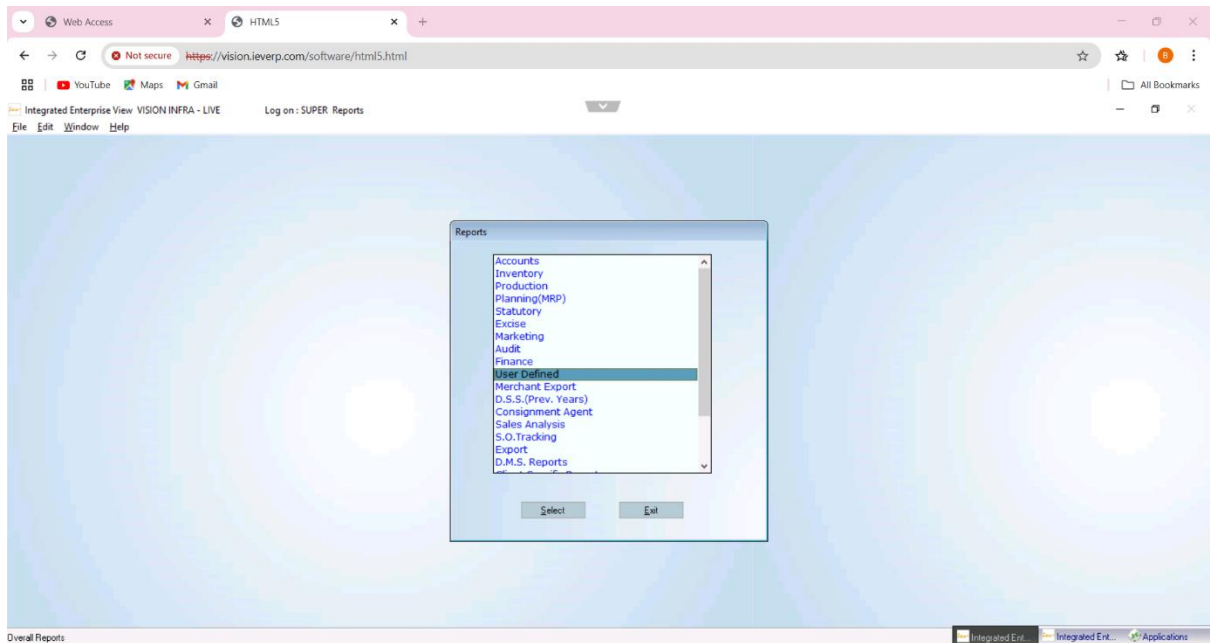 Web Access
HTML5
Not secure https://vision.ieverp.com/software/html5.html
B
YouTube Maps Gmail
All Bookmarks
Integrated Enterprise View VISION INFRA - LIVE Log on : SUPER Reports
File Edit Window Help
Reports
Accounts
Inventory
Production
Planning(MRP)
Statutory
Excise
Marketing
Audit
Finance
User Defined
Merchant Export
D.S.S.(Prev. Years)
Consignment Agent
Sales Analysis
S.O.Tracking
Export
D.M.S. Reports
Select Exit
Overall Reports
Integrated Ent... Integrated Ent... Applications